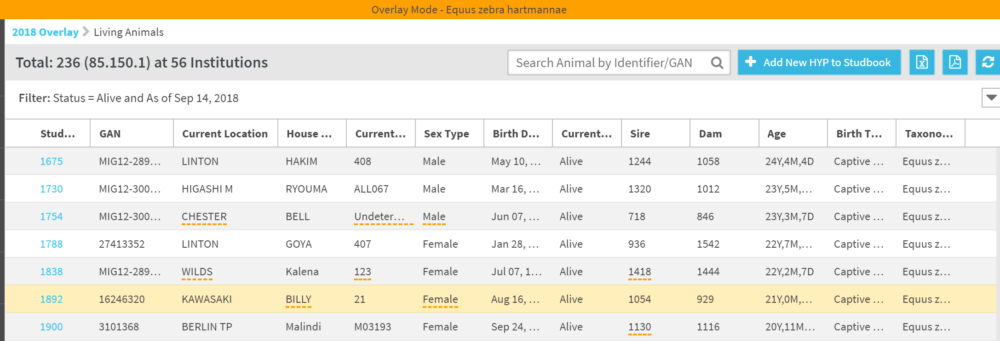 Overlay Mode - Equus zebra hartmannae
2018 Overlay > Living Animals
Total: 236 (85.150.1) at 56 Institutions Search Animal by Identifier/GAN Add New HYP to Studbook
Filter: Status = Alive and As of Sep 14, 2018
Stud... GAN Current Location House ... Current... Sex Type Birth D... Current... Sire Dam Age Birth T... Taxono...
1675 MIG12-289... LINTON HAKIM 408 Male May 10, ... Alive 1244 1058 24Y,4M,4D Captive ... Equus z...
1730 MIG12-300... HIGASHI M RYOUMA ALL067 Male Mar 16, ... Alive 1320 1012 23Y,5M,... Captive ... Equus z...
1754 MIG12-300... CHESTER BELL Undeter... Male Jun 07, ... Alive 718 846 23Y,3M,7D Captive ... Equus z...
1788 27413352 LINTON GOYA 407 Female Jan 28, ... Alive 936 1542 22Y,7M,... Captive ... Equus z...
1838 MIG12-289... WILDS Kalena 123 Female Jul 07, 1... Alive 1418 1444 22Y,2M,7D Captive ... Equus z...
1892 16246320 KAWASAKI BILLY 21 Female Aug 16, ... Alive 1054 929 21Y,0M,... Captive ... Equus z...
1900 3101368 BERLIN TP Malindi M03193 Female Sep 24, ... Alive 1130 1116 20Y,11M... Captive ... Equus z...